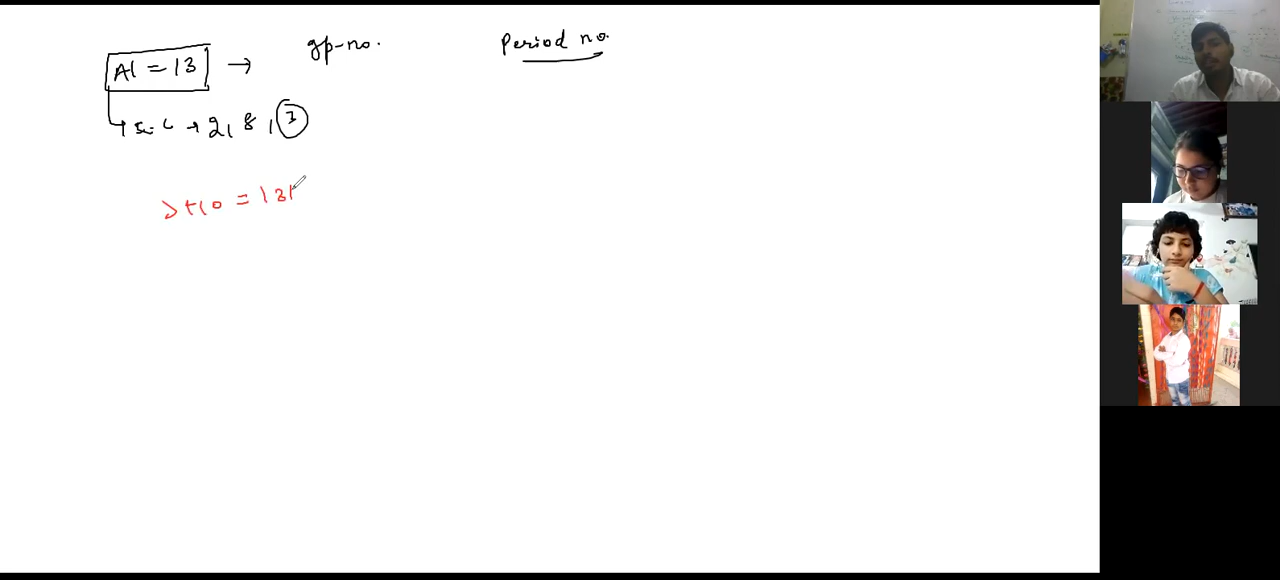 Al = 13 → gp-no. Period no.
→ 2, 8, 3
3+10 = 13